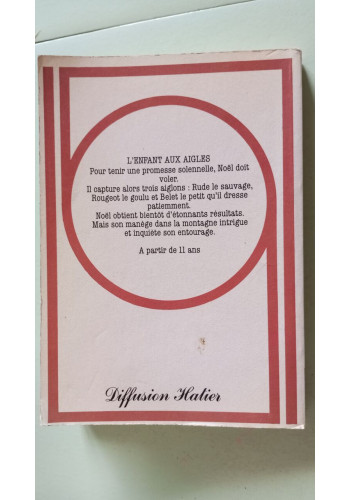 L'ENFANT AUX AIGLES
Pour tenir une promesse solennelle, Noël doit
voler.
Il capture alors trois aiglons : Rude le sauvage,
Rougeot le goulu et Belet le petit qu'il dresse
patiemment.
Noël obtient bientôt d'étonnants résultats.
Mais son manège dans la montagne intrigue
et inquiète son entourage.
A partir de 11 ans
Diffusion Hatier